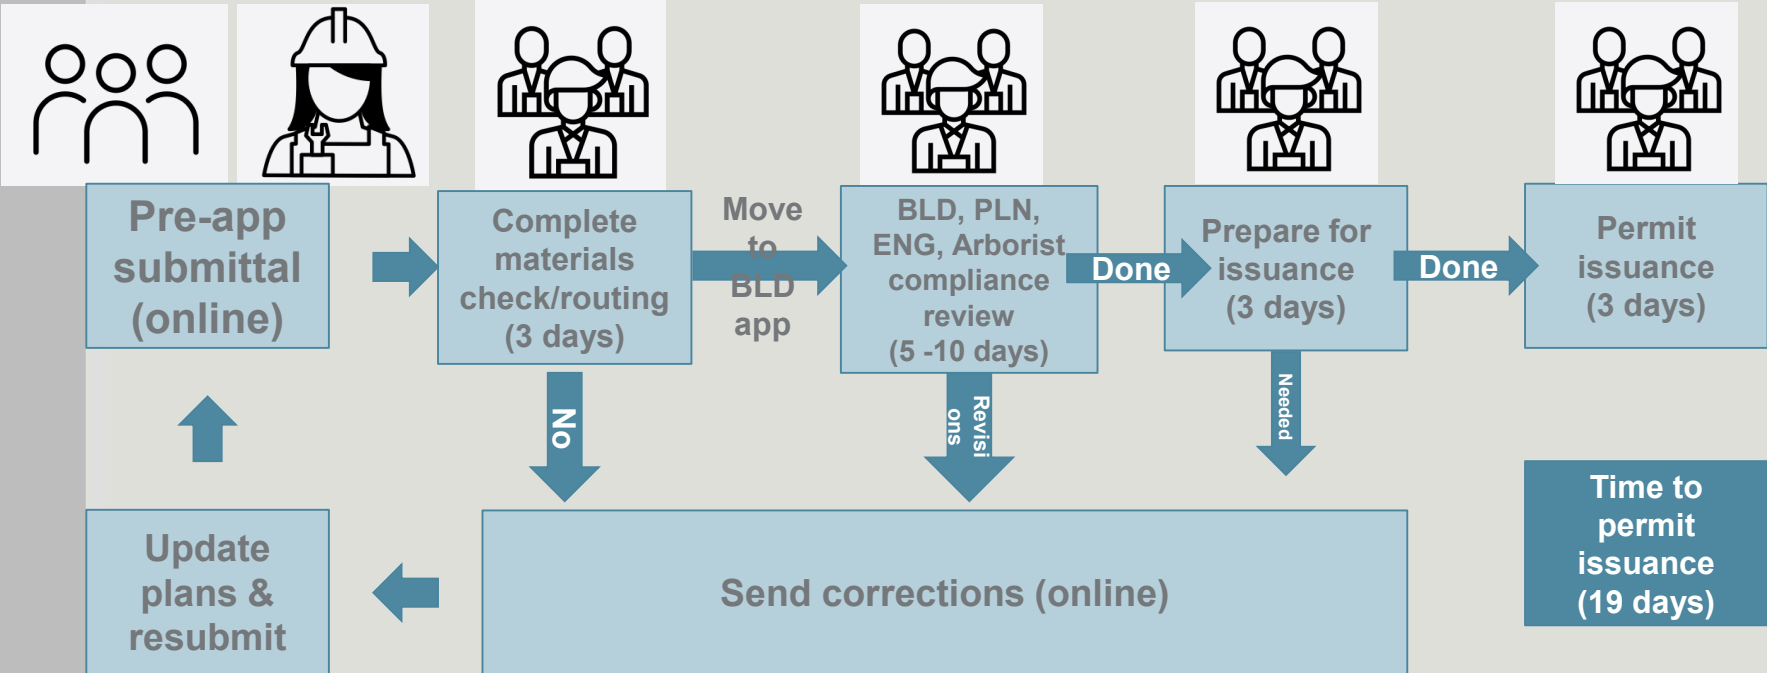 Pre-app
submittal
(online)
Complete
materials
check/routing
(3 days)
Move
to
BLD
app
BLD, PLN,
ENG, Arborist
compliance
review
(5 -10 days)
Done
Prepare for
issuance
(3 days)
Done
Permit
issuance
(3 days)
No
Revisi
ons
Needed
Update
plans &
resubmit
Send corrections (online)
Time to
permit
issuance
(19 days)